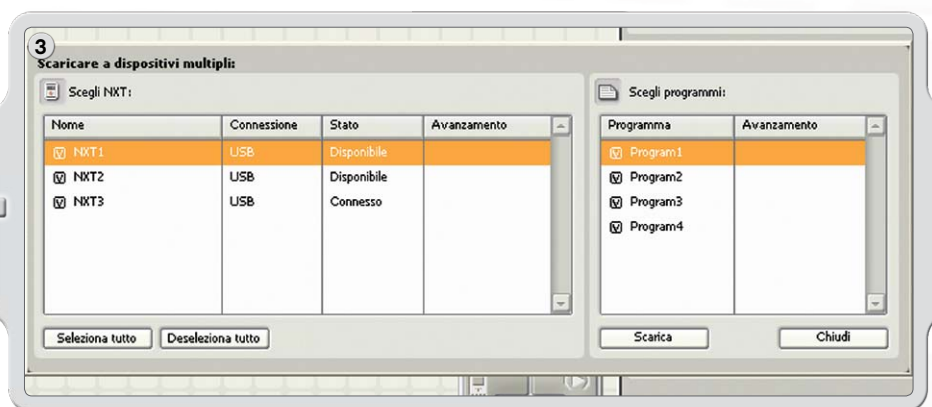 3
Scaricare a dispositivi multipli:
Scegli NXT:
Nome Connessione Stato Avanzamento
NXT1 USB Disponibile
NXT2 USB Disponibile
NXT3 USB Connesso
Seleziona tutto Deseleziona tutto
Scegli programmi:
Programma Avanzamento
Program1
Program2
Program3
Program4
Scarica Chiudi